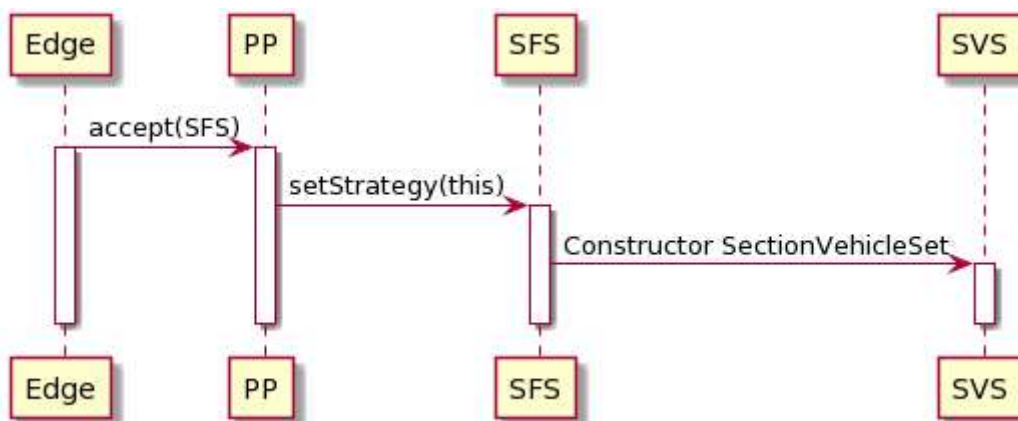 Edge PP SFS SVS
accept(SFS)
setStrategy(this)
Constructor SectionVehicleSet
Edge PP SFS SVS